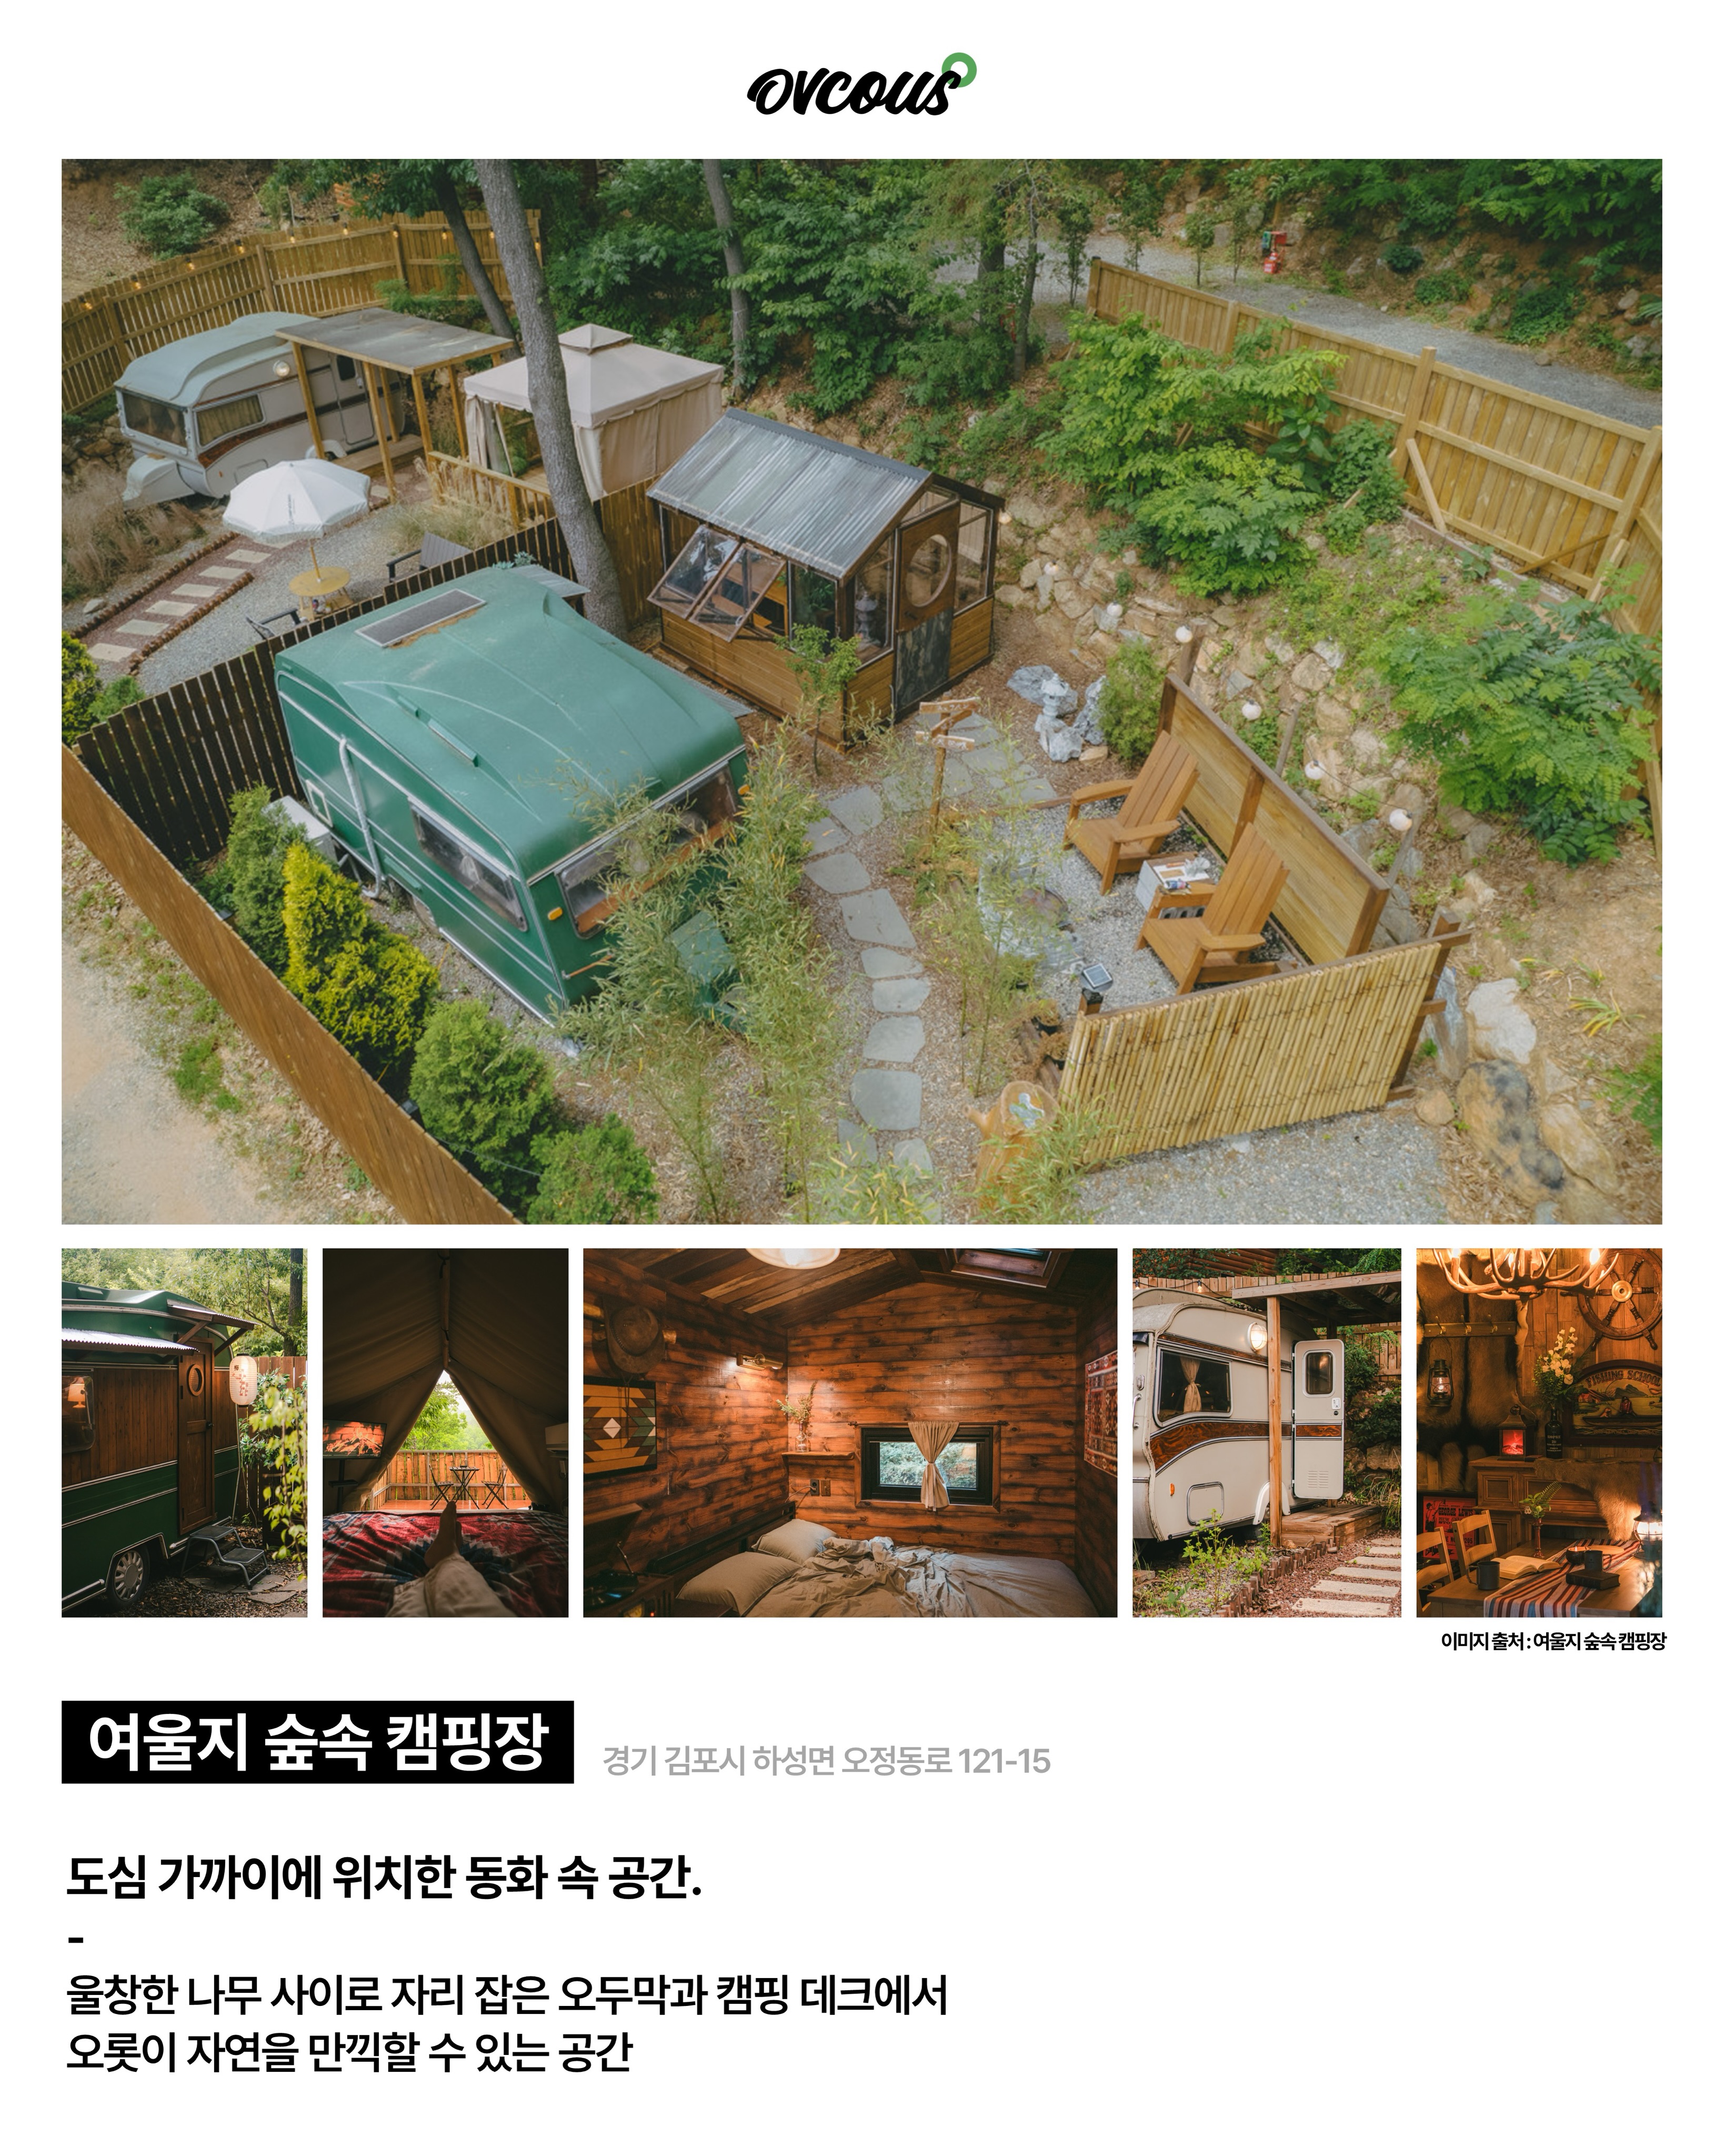 ovcous
FISHING SCHOOL
이미지 출처 : 여울지 숲속 캠핑장
여울지 숲속 캠핑장
경기 김포시 하성면 오정동로 121-15
도심 가까이에 위치한 동화 속 공간.
-
울창한 나무 사이로 자리 잡은 오두막과 캠핑 데크에서
오롯이 자연을 만끽할 수 있는 공간